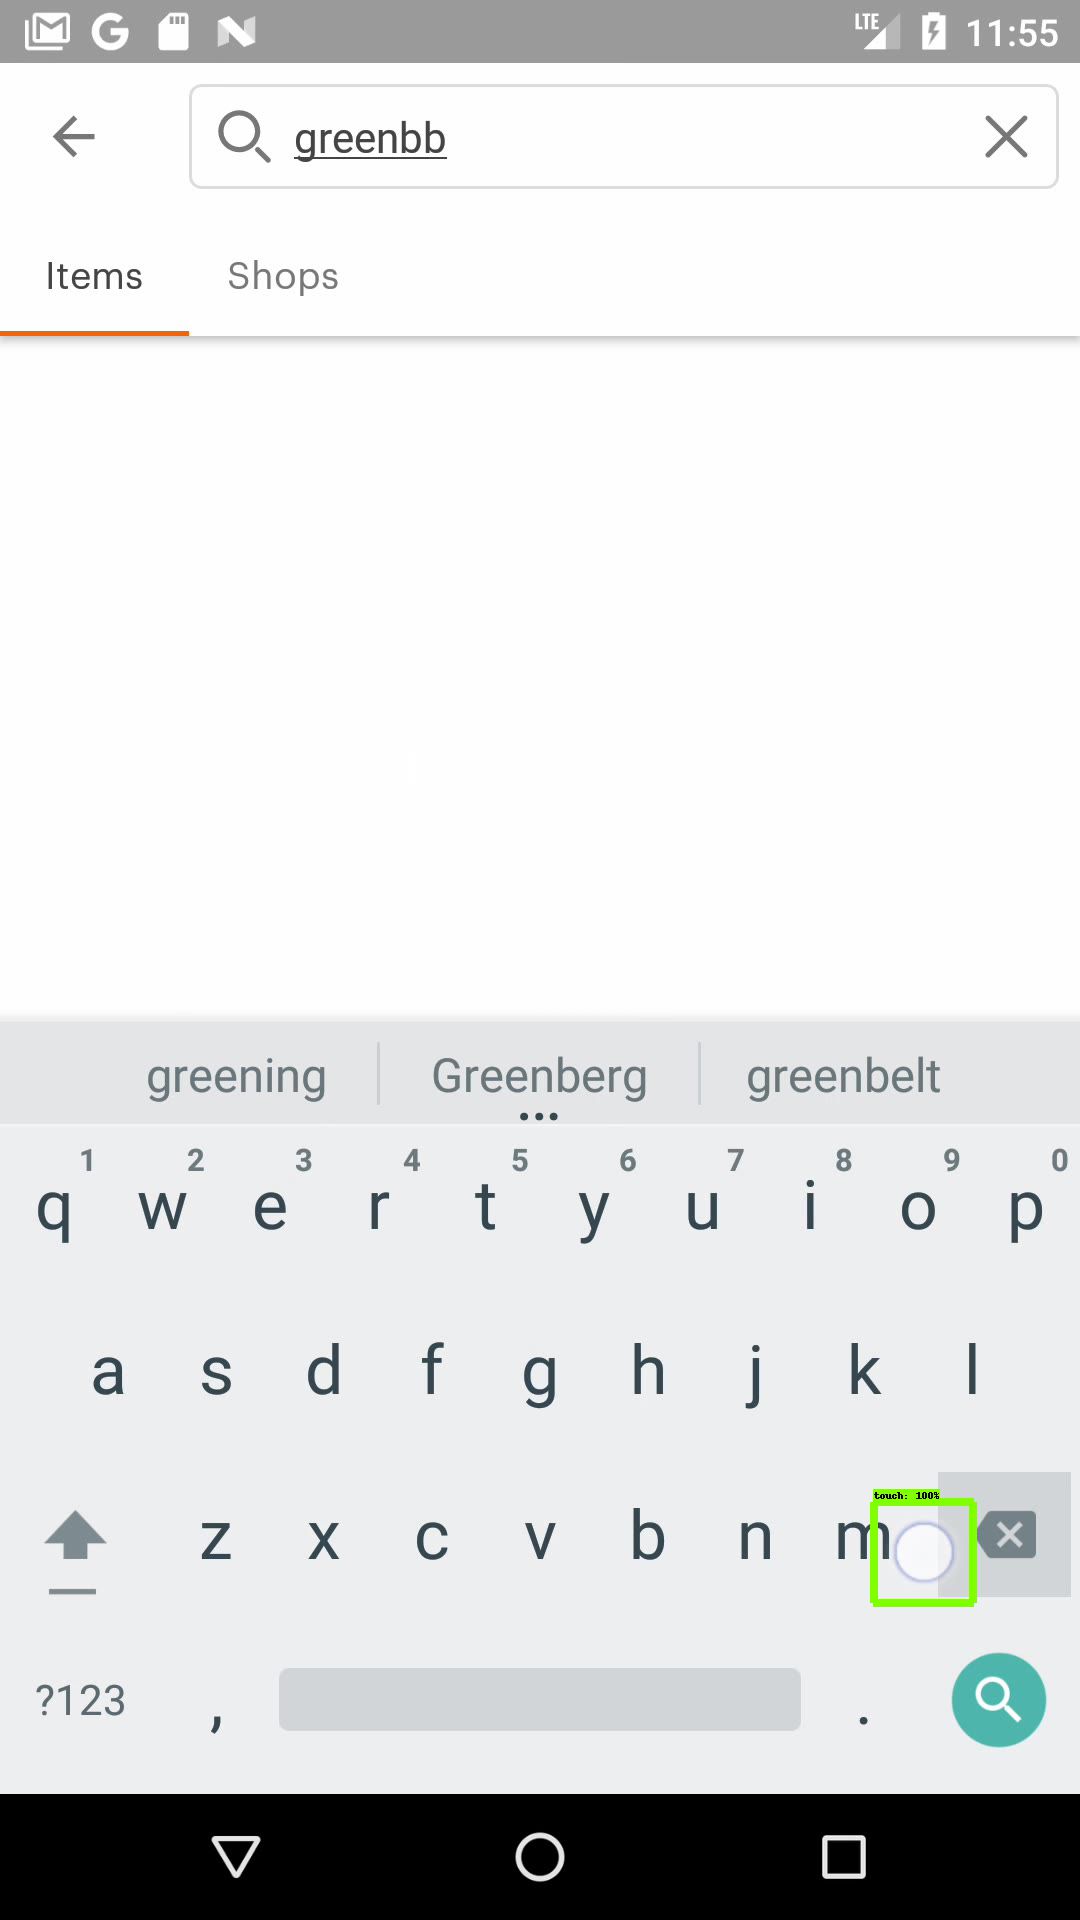 LTE 11:55
greenbb
Items Shops
greening Greenberg greenbelt
1 2 3 4 5 6 7 8 9 0
q w e r t y u i o p
a s d f g h j k l
touch: 100%
z x c v b n m
?123 , .